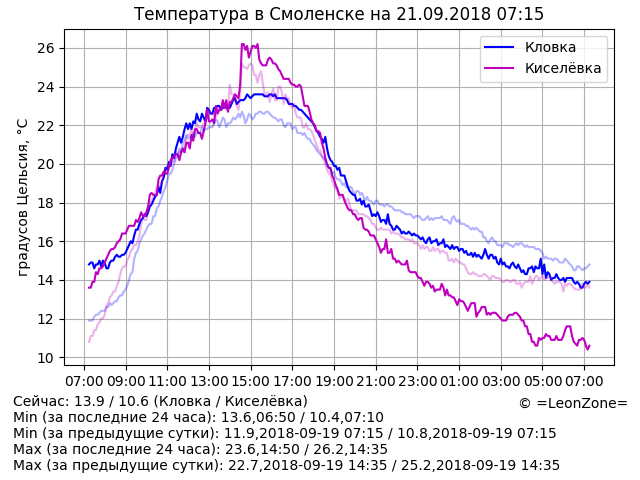 Температура в Смоленске на 21.09.2018 07:15
26
24
22
20
18
16
14
12
10
градусов Цельсия, °C
Кловка
Киселёвка
07:00 09:00 11:00 13:00 15:00 17:00 19:00 21:00 23:00 01:00 03:00 05:00 07:00
Сейчас: 13.9 / 10.6 (Кловка / Киселёвка)
© =LeonZone=
Min (за последние 24 часа): 13.6,06:50 / 10.4,07:10
Min (за предыдущие сутки): 11.9,2018-09-19 07:15 / 10.8,2018-09-19 07:15
Max (за последние 24 часа): 23.6,14:50 / 26.2,14:35
Max (за предыдущие сутки): 22.7,2018-09-19 14:35 / 25.2,2018-09-19 14:35